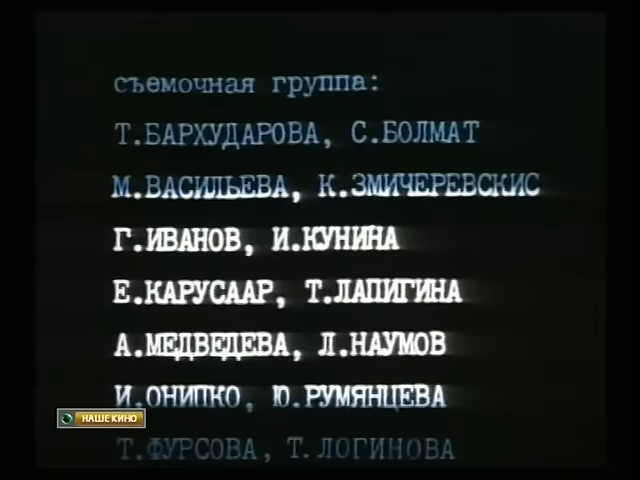 съемочная группа:
Т.БАРХУДАРОВА, С.БОЛМАТ
М.ВАСИЛЬЕВА, К.ЗМИЧЕРЕВСКИС
Г.ИВАНОВ, И.КУНИНА
Е.КАРУСААР, Т.ЛАПИГИНА
А.МЕДВЕДЕВА, Л.НАУМОВ
И.ОНИПКО, Ю.РУМЯНЦЕВА
НАШЕ КИНО
Т.ФУРСОВА, Т.ЛОГИНОВА